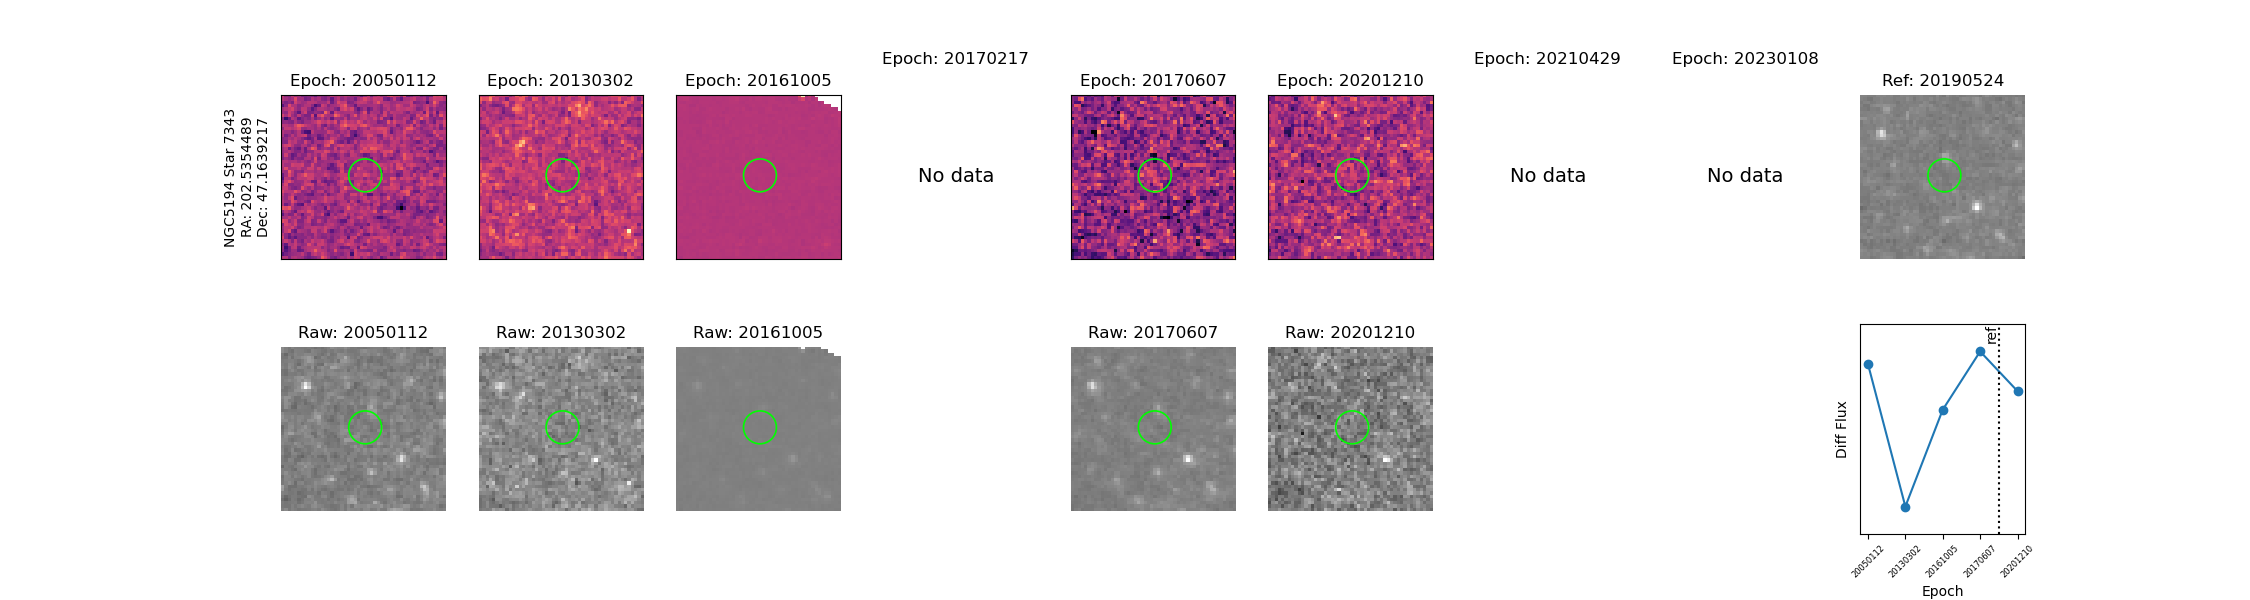 Epoch: 20050112
Epoch: 20130302
Epoch: 20161005
Epoch: 20170217
Epoch: 20170607
Epoch: 20201210
Epoch: 20210429
Epoch: 20230108
Ref: 20190524
NGC5194 Star 7343
RA: 202.5354489
Dec: 47.1639217
No data
No data
No data
Raw: 20050112
Raw: 20130302
Raw: 20161005
Raw: 20170607
Raw: 20201210
ref
Diff Flux
20050112
20130302
20161005
20170607
20201210
Epoch